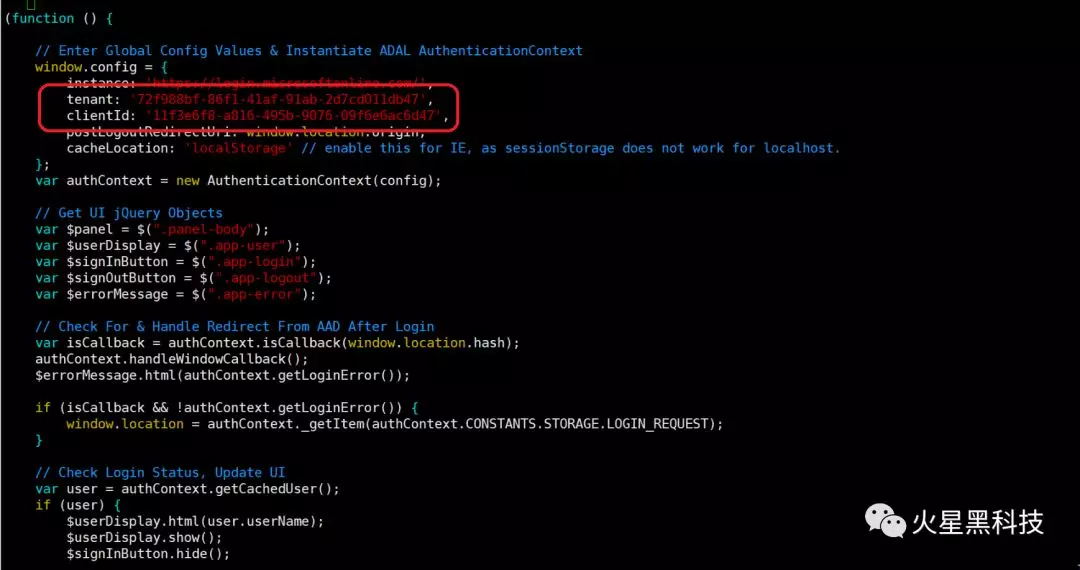 (function () {
// Enter Global Config Values & Instantiate ADAL AuthenticationContext
window.config = {
instance: 'https://login.microsoftonline.com/',
tenant: '72f988bf-86f1-41af-91ab-2d7cd011db47',
clientId: '11f3e6f8-a816-495b-9076-09f6e6ac6d47',
postLogoutRedirectUri: window.location.origin,
cacheLocation: 'localStorage' // enable this for IE, as sessionStorage does not work for localhost.
};
var authContext = new AuthenticationContext(config);
// Get UI jQuery Objects
var $panel = $(".panel-body");
var $userDisplay = $(".app-user");
var $signInButton = $(".app-login");
var $signOutButton = $(".app-logout");
var $errorMessage = $(".app-error");
// Check For & Handle Redirect From AAD After Login
var isCallback = authContext.isCallback(window.location.hash);
authContext.handleWindowCallback();
$errorMessage.html(authContext.getLoginError());
if (isCallback && !authContext.getLoginError()) {
window.location = authContext._getItem(authContext.CONSTANTS.STORAGE.LOGIN_REQUEST);
}
// Check Login Status, Update UI
var user = authContext.getCachedUser();
if (user) {
$userDisplay.html(user.userName);
$userDisplay.show();
$signInButton.hide();
火星黑科技